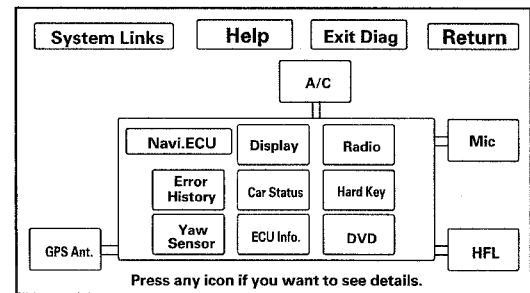 System Links
Help
Exit Diag
Return
A/C
Navi.ECU
Display
Radio
Mic
Error
History
Car Status
Hard Key
GPS Ant.
Yaw
Sensor
ECU Info.
DVD
HFL
Press any icon if you want to see details.